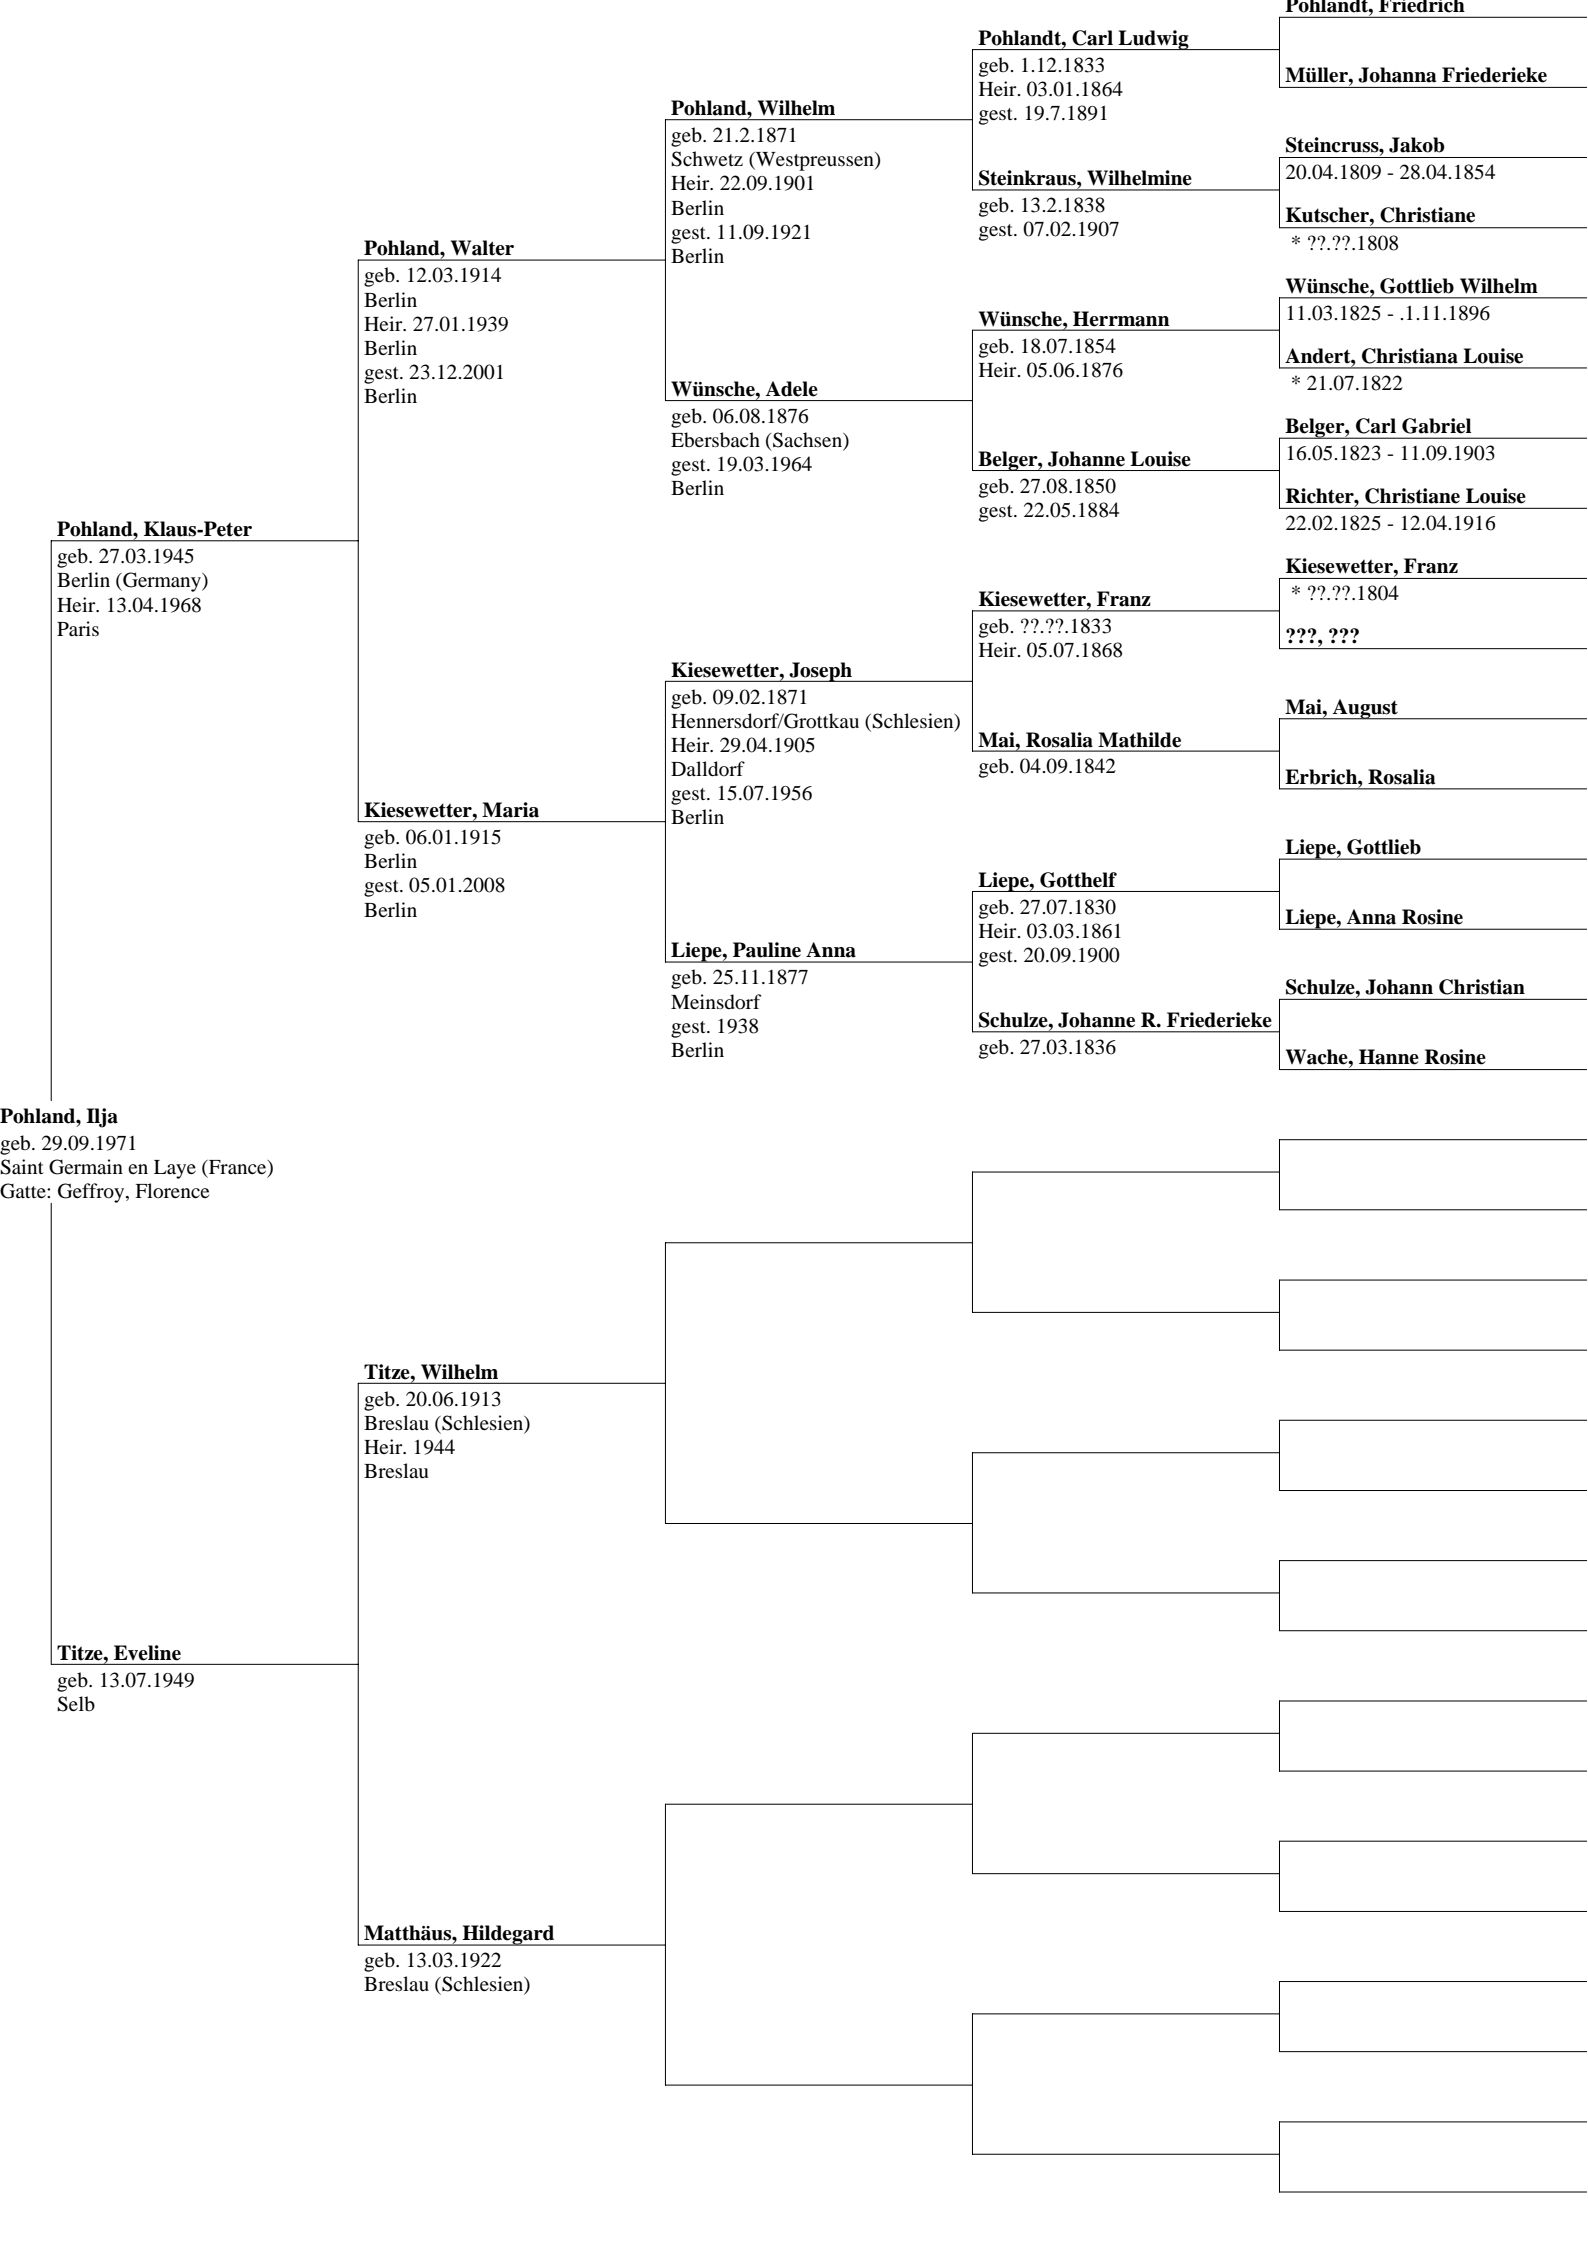 Pohlandt, Friedrich
Müller, Johanna Friederieke
Pohlandt, Carl Ludwig
geb. 1.12.1833
Heir. 03.01.1864
gest. 19.7.1891
Steincruss, Jakob
20.04.1809 - 28.04.1854
Kutscher, Christiane
* ??.??.1808
Steinkraus, Wilhelmine
geb. 13.2.1838
gest. 07.02.1907
Pohland, Wilhelm
geb. 21.2.1871
Schwetz (Westpreussen)
Heir. 22.09.1901
Berlin
gest. 11.09.1921
Berlin
Wünsche, Gottlieb Wilhelm
11.03.1825 - .1.11.1896
Andert, Christiana Louise
* 21.07.1822
Wünsche, Herrmann
geb. 18.07.1854
Heir. 05.06.1876
Belger, Carl Gabriel
16.05.1823 - 11.09.1903
Richter, Christiane Louise
22.02.1825 - 12.04.1916
Belger, Johanne Louise
geb. 27.08.1850
gest. 22.05.1884
Wünsche, Adele
geb. 06.08.1876
Ebersbach (Sachsen)
gest. 19.03.1964
Berlin
Pohland, Walter
geb. 12.03.1914
Berlin
Heir. 27.01.1939
Berlin
gest. 23.12.2001
Berlin
Pohland, Klaus-Peter
geb. 27.03.1945
Berlin (Germany)
Heir. 13.04.1968
Paris
Kiesewetter, Franz
* ??.??.1804
???, ???
Kiesewetter, Franz
geb. ??.??.1833
Heir. 05.07.1868
Mai, August
Erbrich, Rosalia
Mai, Rosalia Mathilde
geb. 04.09.1842
Kiesewetter, Joseph
geb. 09.02.1871
Hennersdorf/Grottkau (Schlesien)
Heir. 29.04.1905
Dalldorf
gest. 15.07.1956
Berlin
Kiesewetter, Maria
geb. 06.01.1915
Berlin
gest. 05.01.2008
Berlin
Liepe, Gottlieb
Liepe, Anna Rosine
Liepe, Gotthelf
geb. 27.07.1830
Heir. 03.03.1861
gest. 20.09.1900
Schulze, Johann Christian
Wache, Hanne Rosine
Schulze, Johanne R. Friederieke
geb. 27.03.1836
Liepe, Pauline Anna
geb. 25.11.1877
Meinsdorf
gest. 1938
Berlin
Pohland, Ilja
geb. 29.09.1971
Saint Germain en Laye (France)
Gatte: Geffroy, Florence
Titze, Wilhelm
geb. 20.06.1913
Breslau (Schlesien)
Heir. 1944
Breslau
Titze, Eveline
geb. 13.07.1949
Selb
Matthäus, Hildegard
geb. 13.03.1922
Breslau (Schlesien)